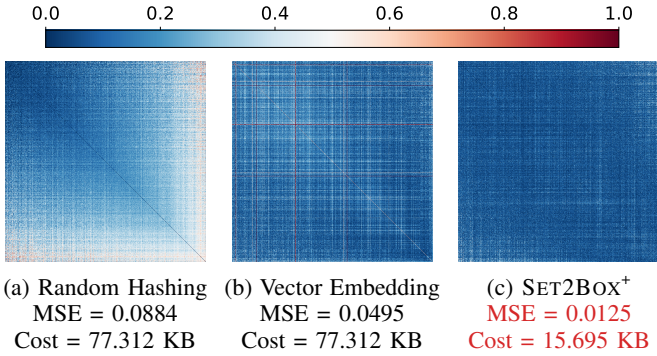 0.0 0.2 0.4 0.6 0.8 1.0
(a) Random Hashing (b) Vector Embedding (c) SET2BOX⁺
MSE = 0.0884 MSE = 0.0495 MSE = 0.0125
Cost = 77.312 KB Cost = 77.312 KB Cost = 15.695 KB